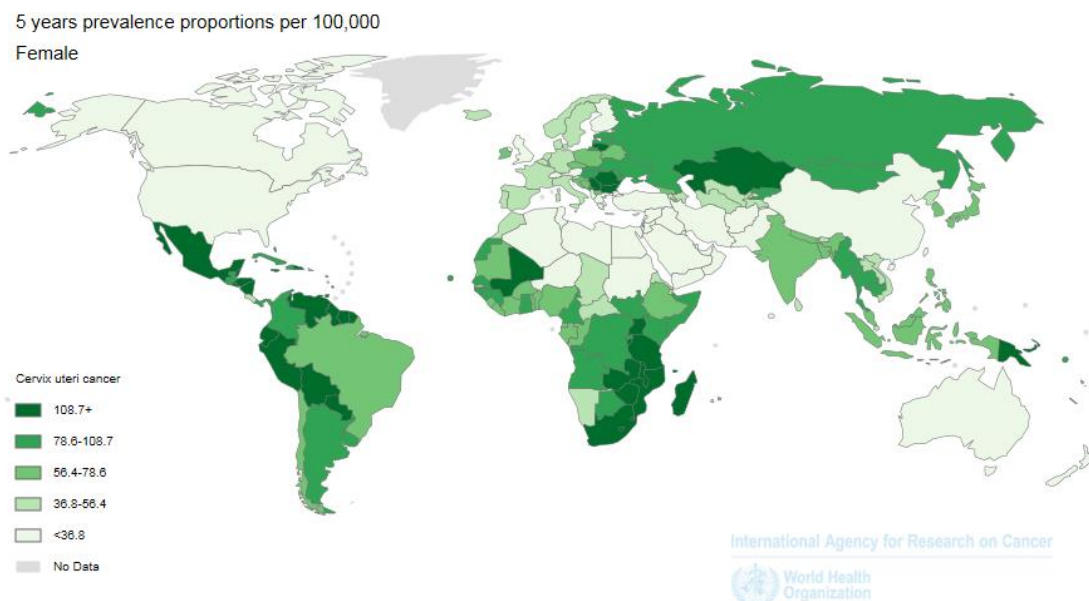 5 years prevalence proportions per 100,000
Female
Cervix uteri cancer
108.7+
78.6-108.7
56.4-78.6
36.8-56.4
<36.8
No Data
International Agency for Research on Cancer
World Health
Organization